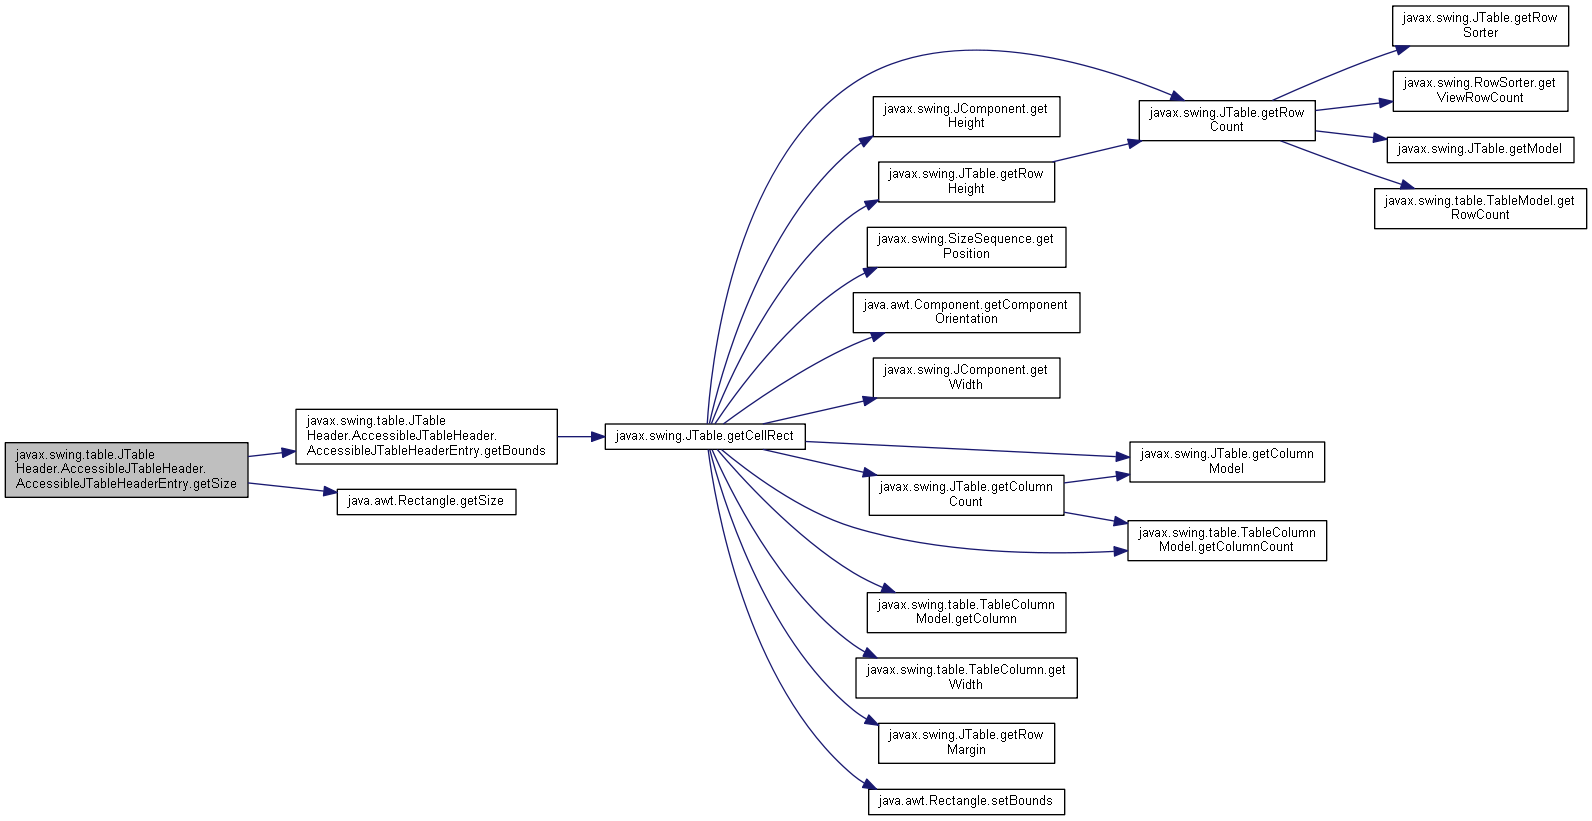 javax.swing.table.JTable
Header.AccessibleJTableHeader.
AccessibleJTableHeaderEntry.getSize
javax.swing.table.JTable
Header.AccessibleJTableHeader.
AccessibleJTableHeaderEntry.getBounds
java.awt.Rectangle.getSize
javax.swing.JTable.getCellRect
javax.swing.JComponent.get
Height
javax.swing.JTable.getRow
Height
javax.swing.SizeSequence.get
Position
java.awt.Component.getComponent
Orientation
javax.swing.JComponent.get
Width
javax.swing.JTable.getColumn
Count
javax.swing.table.TableColumn
Model.getColumn
javax.swing.table.TableColumn.get
Width
javax.swing.JTable.getRow
Margin
java.awt.Rectangle.setBounds
javax.swing.JTable.getRow
Count
javax.swing.JTable.getColumn
Model
javax.swing.table.TableColumn
Model.getColumnCount
javax.swing.JTable.getRow
Sorter
javax.swing.RowSorter.get
ViewRowCount
javax.swing.JTable.getModel
javax.swing.table.TableModel.get
RowCount